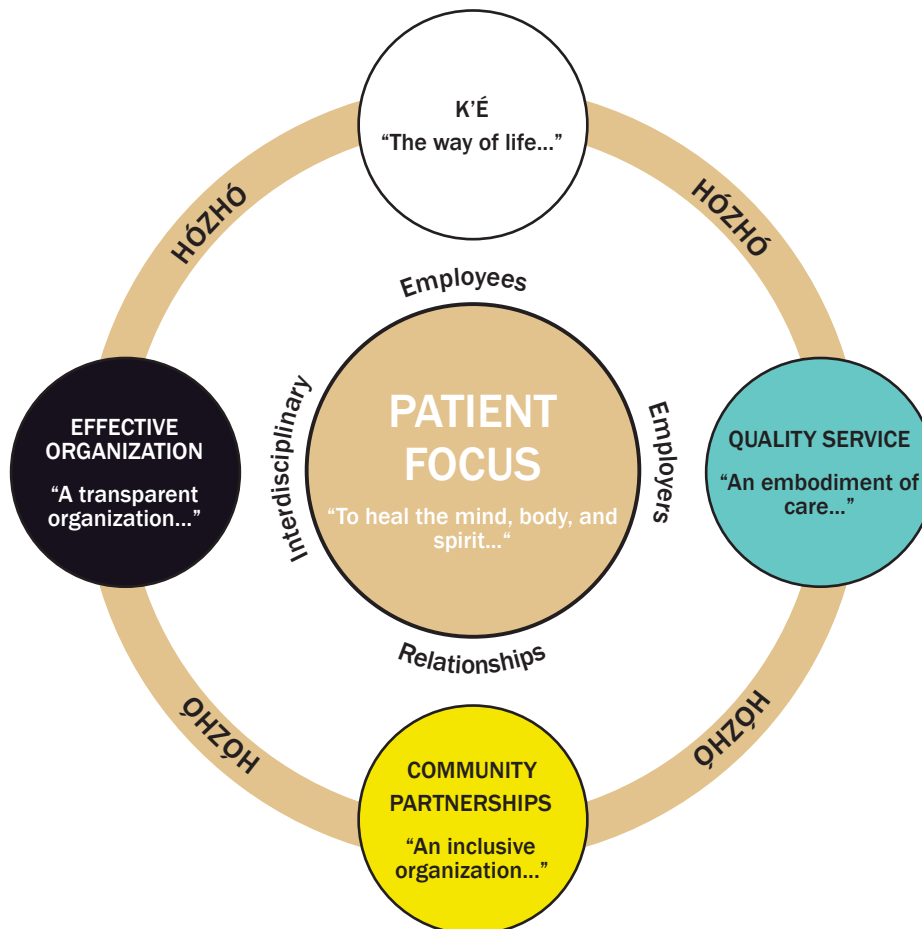 K'É
“The way of life...”
HÓZHÓ
HÓZHÓ
Employees
EFFECTIVE
ORGANIZATION
“A transparent
organization...”
Interdisciplinary
PATIENT
FOCUS
“To heal the mind, body, and
spirit...“
Employers
QUALITY SERVICE
“An embodiment of
care...”
Relationships
HÓZHÓ
HÓZHÓ
COMMUNITY
PARTNERSHIPS
“An inclusive
organization...”